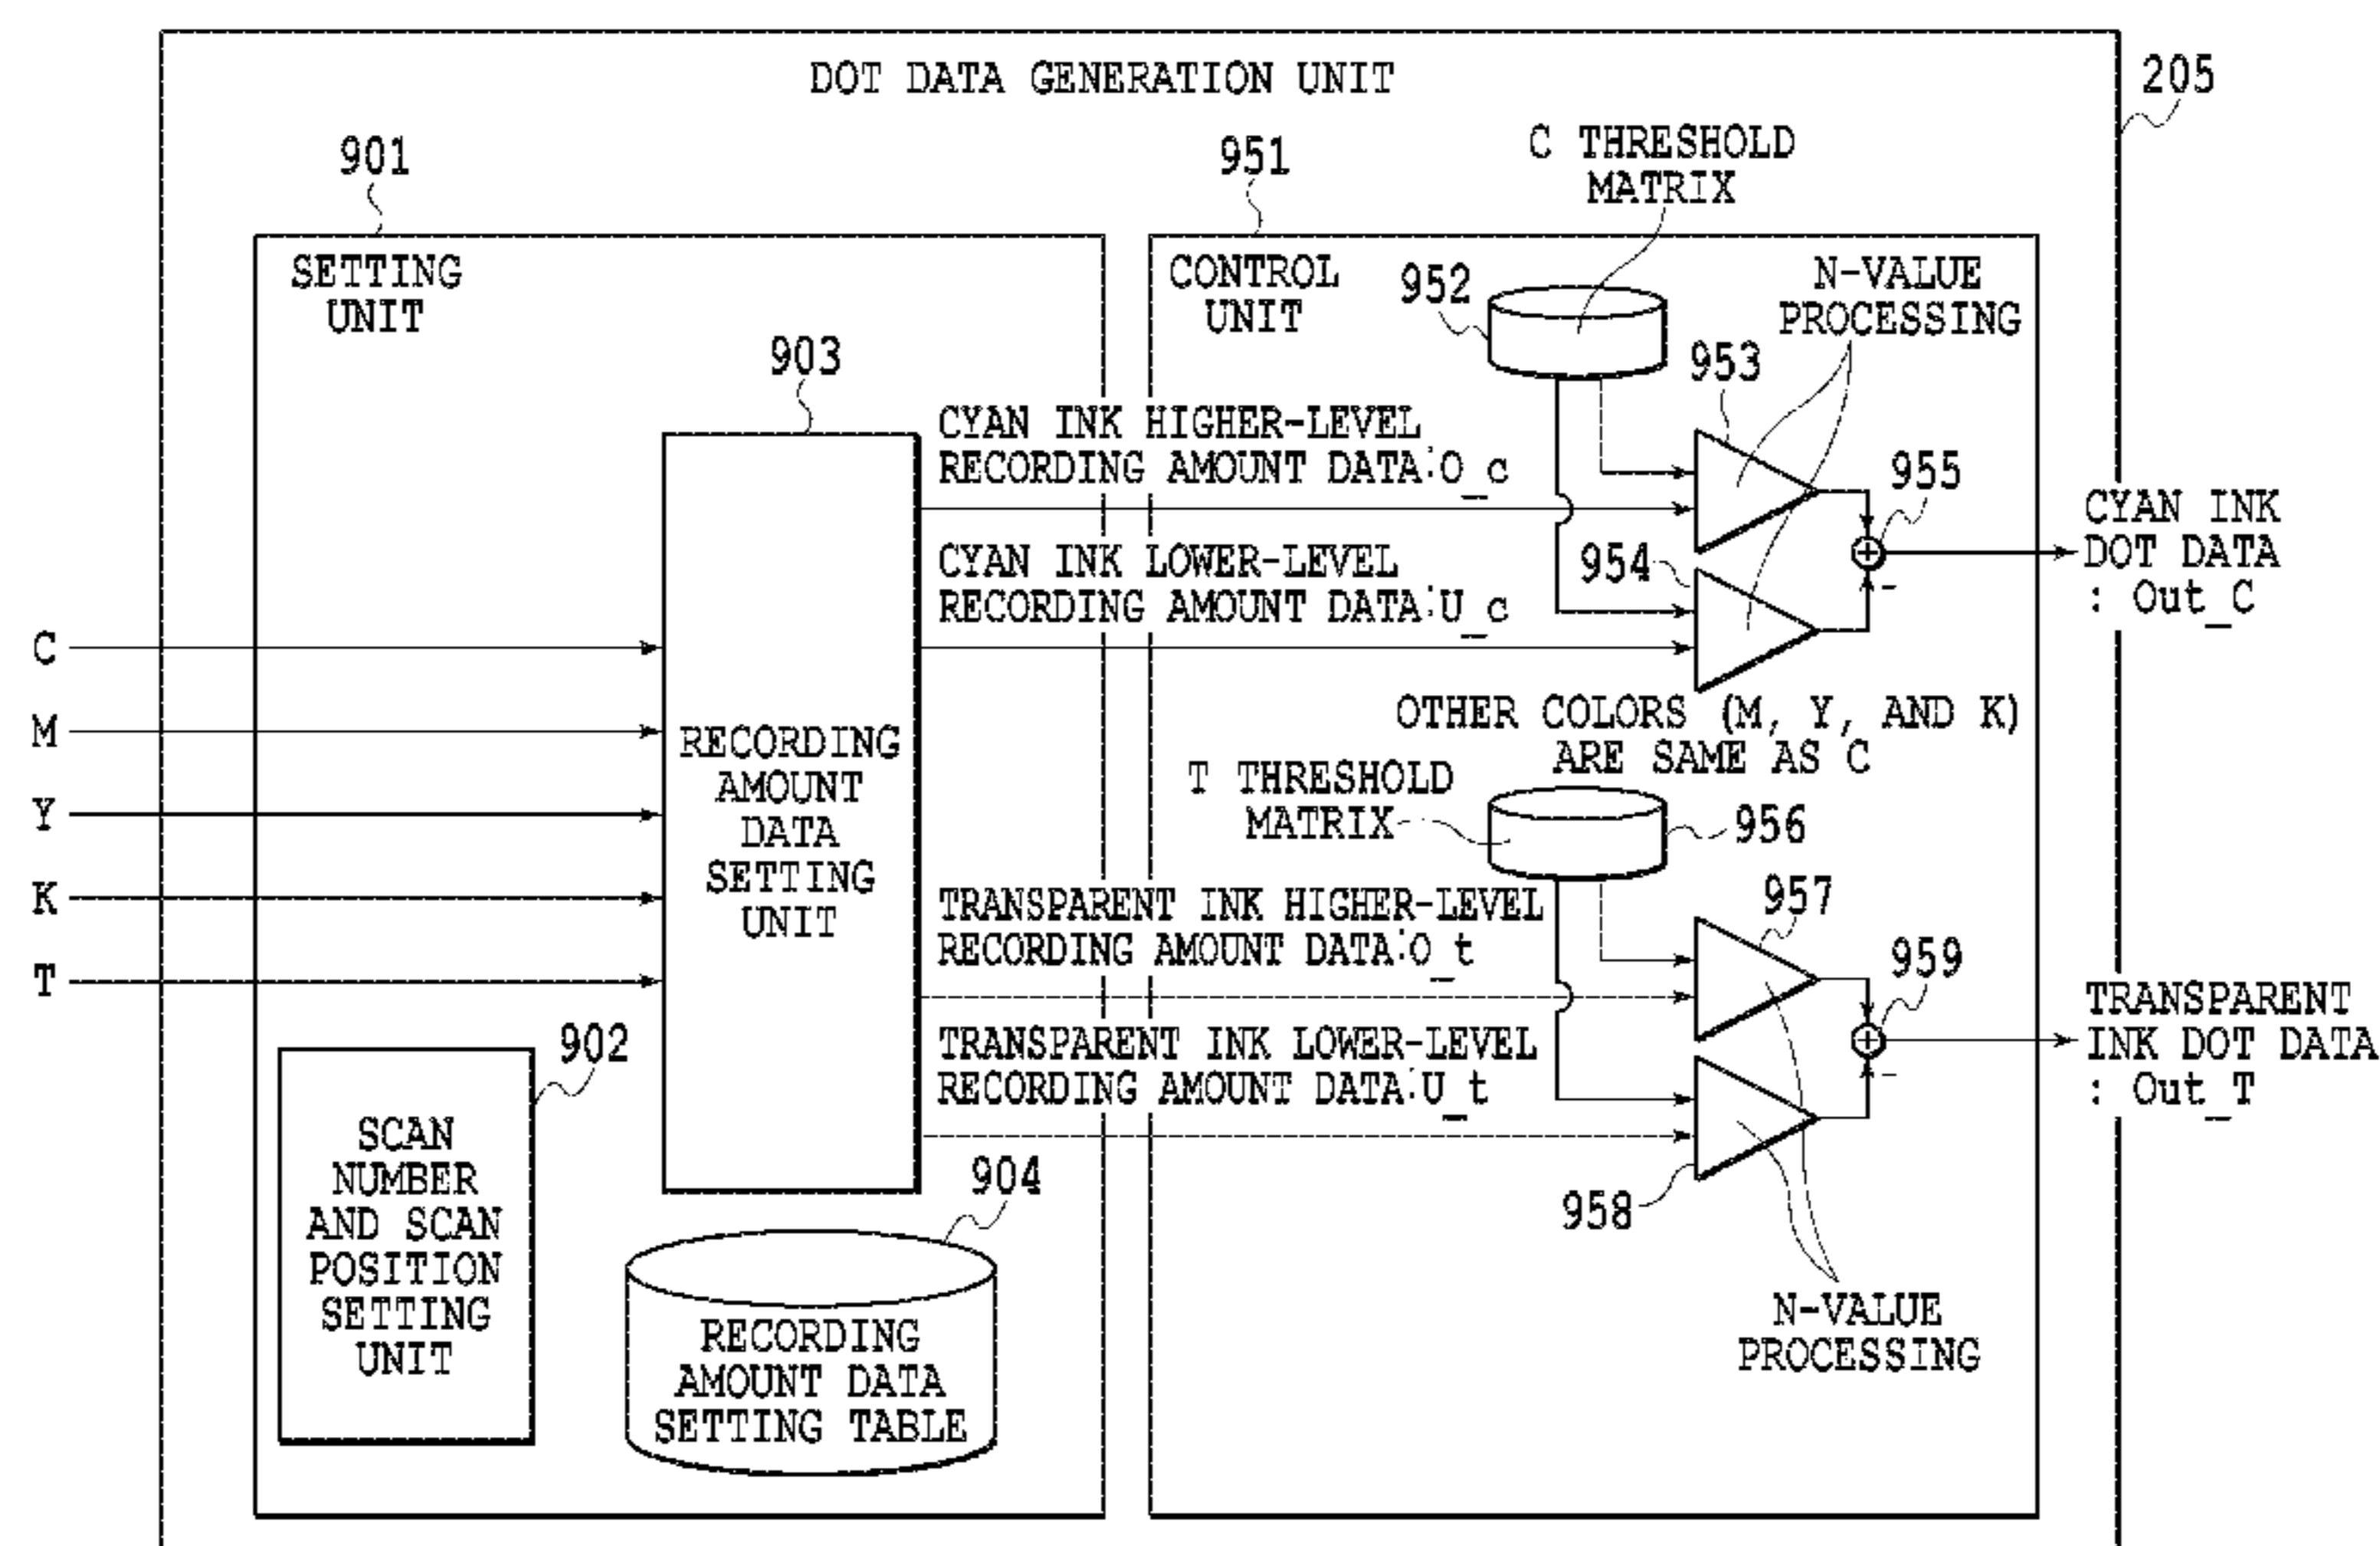 DOT DATA GENERATION UNIT
205
901
SETTING
UNIT
903
C
M
Y
K
T
RECORDING
AMOUNT
DATA
SETTING
UNIT
902
SCAN
NUMBER
AND SCAN
POSITION
SETTING
UNIT
904
RECORDING
AMOUNT DATA
SETTING TABLE
CYAN INK HIGHER-LEVEL
RECORDING AMOUNT DATA:O_c
CYAN INK LOWER-LEVEL
RECORDING AMOUNT DATA:U_c
TRANSPARENT INK HIGHER-LEVEL
RECORDING AMOUNT DATA:O_t
TRANSPARENT INK LOWER-LEVEL
RECORDING AMOUNT DATA:U_t
951
CONTROL
UNIT
C THRESHOLD
MATRIX
952
N-VALUE
PROCESSING
953
954
955
-
OTHER COLORS (M, Y, AND K)
ARE SAME AS C
T THRESHOLD
MATRIX
956
957
958
959
-
N-VALUE
PROCESSING
CYAN INK
DOT DATA
: Out_C
TRANSPARENT
INK DOT DATA
: Out_T